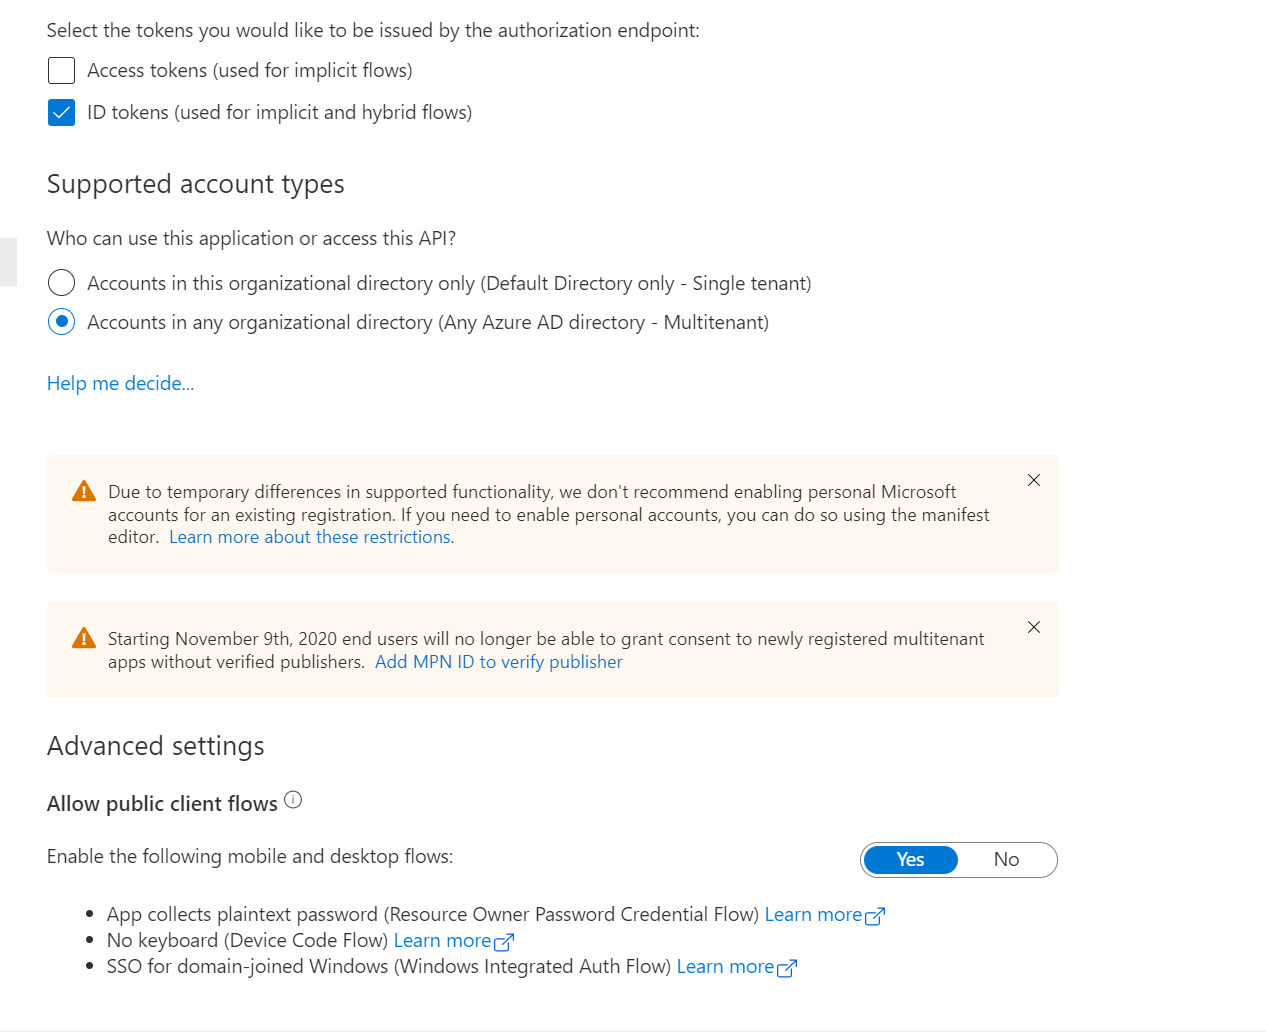 Select the tokens you would like to be issued by the authorization endpoint:
Access tokens (used for implicit flows)
ID tokens (used for implicit and hybrid flows)
Supported account types
Who can use this application or access this API?
Accounts in this organizational directory only (Default Directory only - Single tenant)
Accounts in any organizational directory (Any Azure AD directory - Multitenant)
Help me decide...
Due to temporary differences in supported functionality, we don't recommend enabling personal Microsoft
accounts for an existing registration. If you need to enable personal accounts, you can do so using the manifest
editor. Learn more about these restrictions.
Starting November 9th, 2020 end users will no longer be able to grant consent to newly registered multitenant
apps without verified publishers. Add MPN ID to verify publisher
Advanced settings
Allow public client flows
Enable the following mobile and desktop flows: Yes No
• App collects plaintext password (Resource Owner Password Credential Flow) Learn more
• No keyboard (Device Code Flow) Learn more
• SSO for domain-joined Windows (Windows Integrated Auth Flow) Learn more